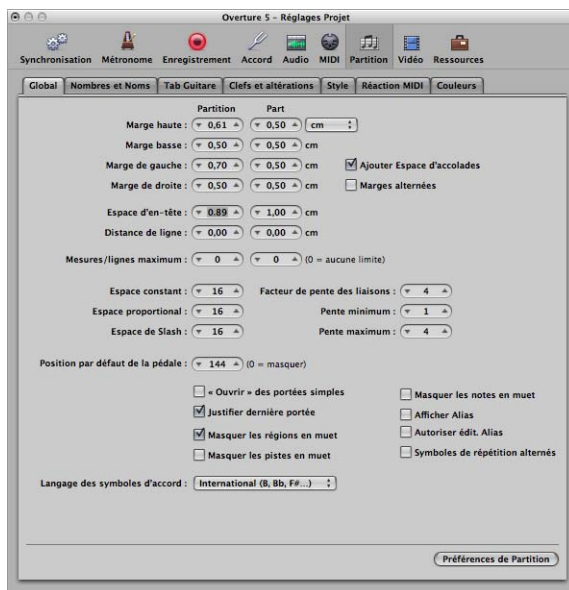 Overture 5 – Réglages Projet
Synchronisation Métronome Enregistrement Accord Audio MIDI Partition Vidéo Ressources
Global Nombres et Noms Tab Guitare Clefs et altérations Style Réaction MIDI Couleurs
Partition Part
Marge haute : 0,61 0,50 cm
Marge basse : 0,50 0,50 cm
Marge de gauche : 0,70 0,50 cm Ajouter Espace d'accolades
Marge de droite : 0,50 0,50 cm Marges alternées
Espace d'en-tête : 0.89 1,00 cm
Distance de ligne : 0,00 0,00 cm
Mesures/lignes maximum : 0 0 (0 = aucune limite)
Espace constant : 16 Facteur de pente des liaisons : 4
Espace proportional : 16 Pente minimum : 1
Espace de Slash : 16 Pente maximum : 4
Position par défaut de la pédale : 144 (0 = masquer)
« Ouvrir » des portées simples Masquer les notes en muet
Justifier dernière portée Afficher Alias
Masquer les régions en muet Autoriser édit. Alias
Masquer les pistes en muet Symboles de répétition alternés
Langage des symboles d'accord : International (B, Bb, F#...)
Préférences de Partition